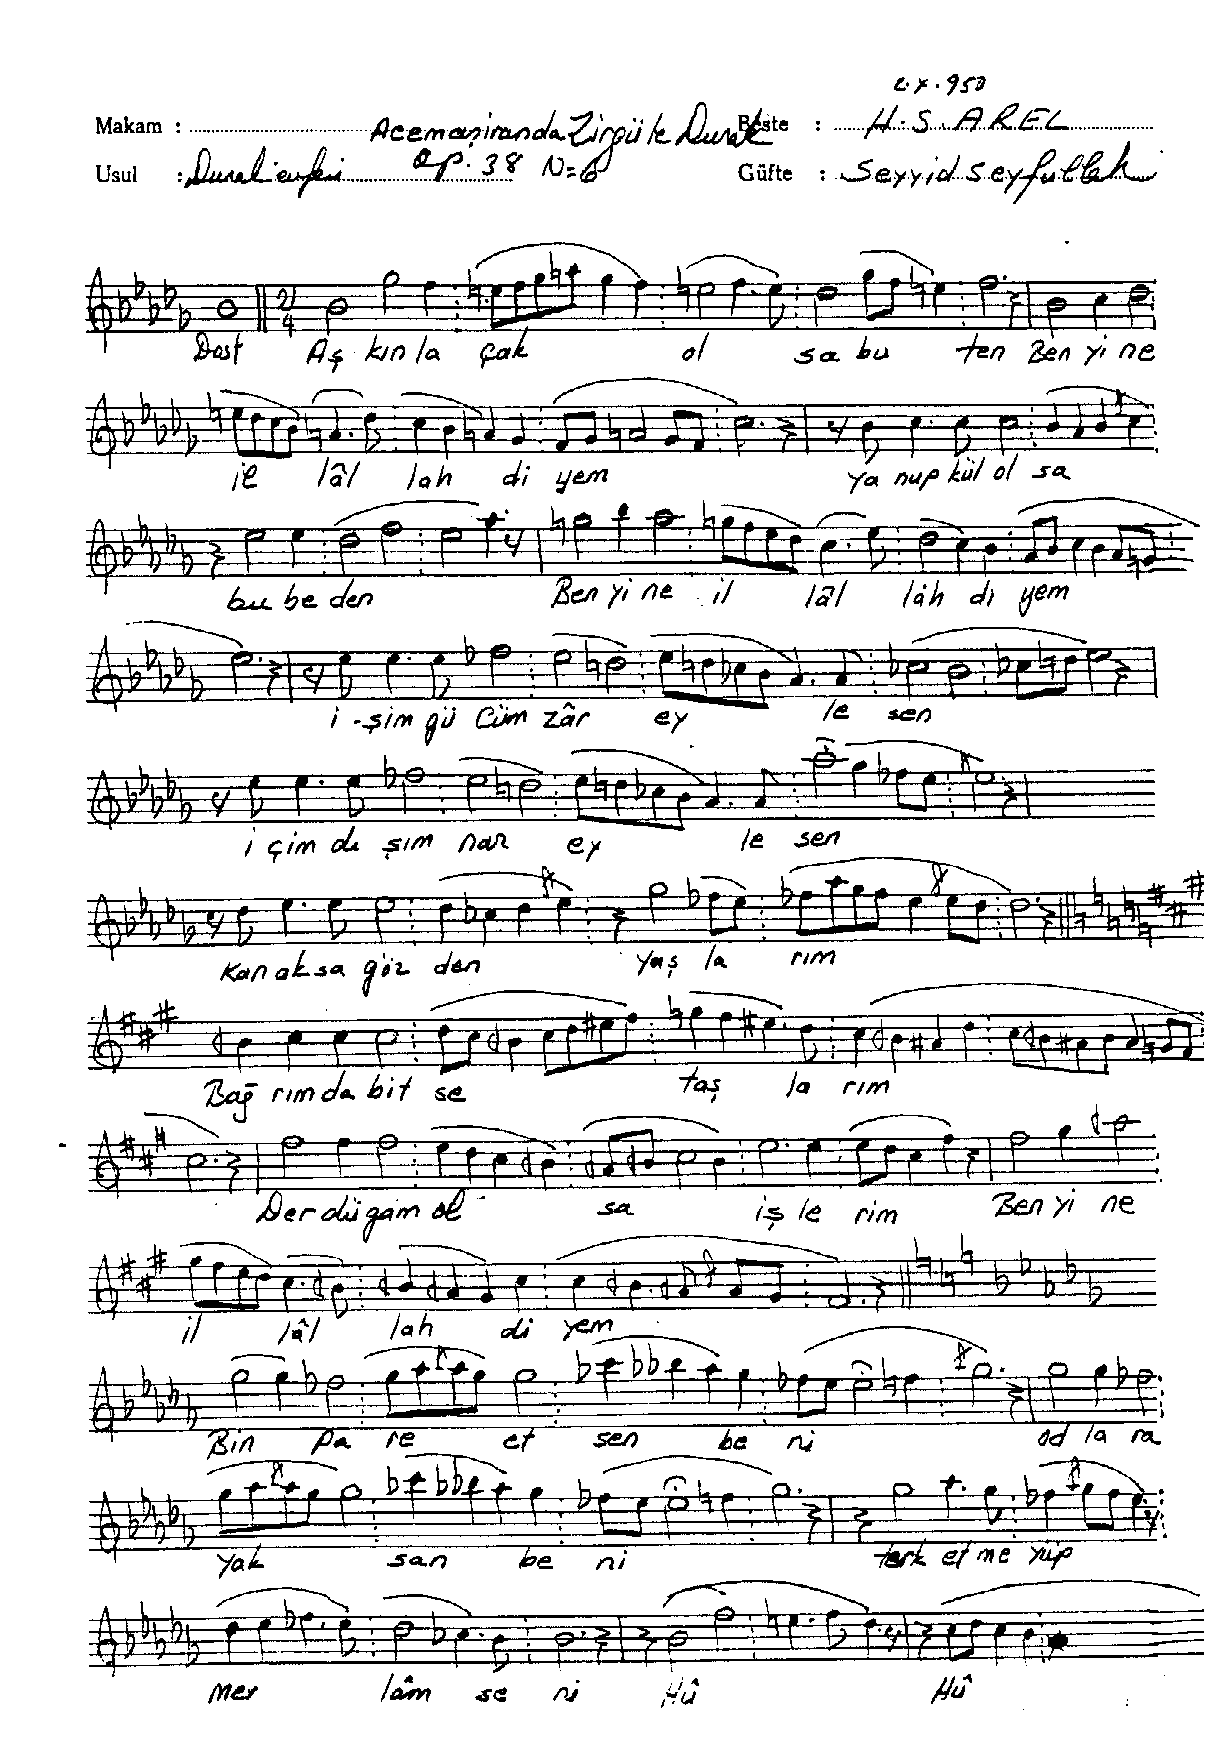 2.X.950
Makam : Acemaşiranda Zirgüle Durak Beste : H.S. AREL
Usul : Durak evferi Op. 38 N=6 Güfte : Seyyid Seyfullah
21/4
Dost Aş kın la çak ol sa bu ten Ben yi ne
il lâl lah di yem ya nup kül ol sa
bu be den Ben yi ne il lâl lâh di yem
i - şim gü cüm zâr ey le sen
i çim dı şım nar ey le sen
Kan ak sa göz den yaş la rım
Bağ rım da bit se taş la rım
Der dü gam ol sa iş le rim Ben yi ne
il lâl lah di yem
Bin pa re et sen be ni od la ra
yak san be ni terk et me yüp
Mer lâm se ni Hû Hû